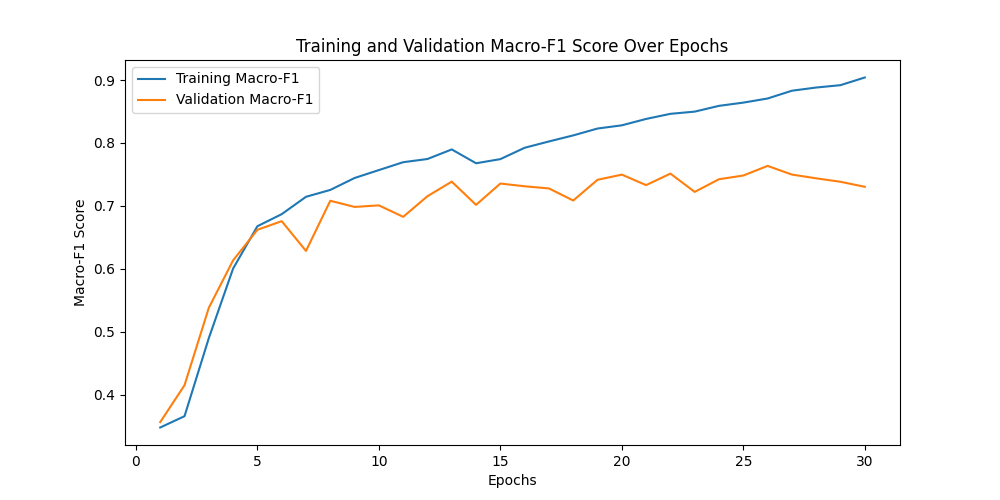 Training and Validation Macro-F1 Score Over Epochs
Training Macro-F1
Validation Macro-F1
Macro-F1 Score
0.9
0.8
0.7
0.6
0.5
0.4
0 5 10 15 20 25 30
Epochs